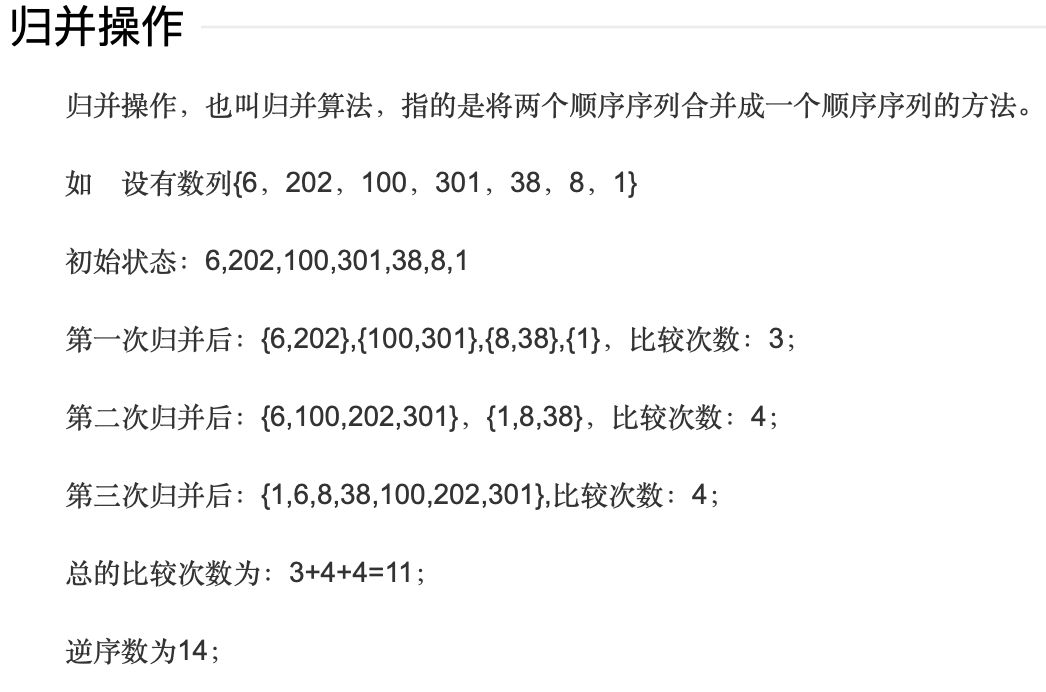 归并操作
归并操作，也叫归并算法，指的是将两个顺序序列合并成一个顺序序列的方法。
如　设有数列{6，202，100，301，38，8，1}
初始状态：6,202,100,301,38,8,1
第一次归并后：{6,202},{100,301},{8,38},{1}，比较次数：3；
第二次归并后：{6,100,202,301}，{1,8,38}，比较次数：4；
第三次归并后：{1,6,8,38,100,202,301},比较次数：4；
总的比较次数为：3+4+4=11；
逆序数为14；